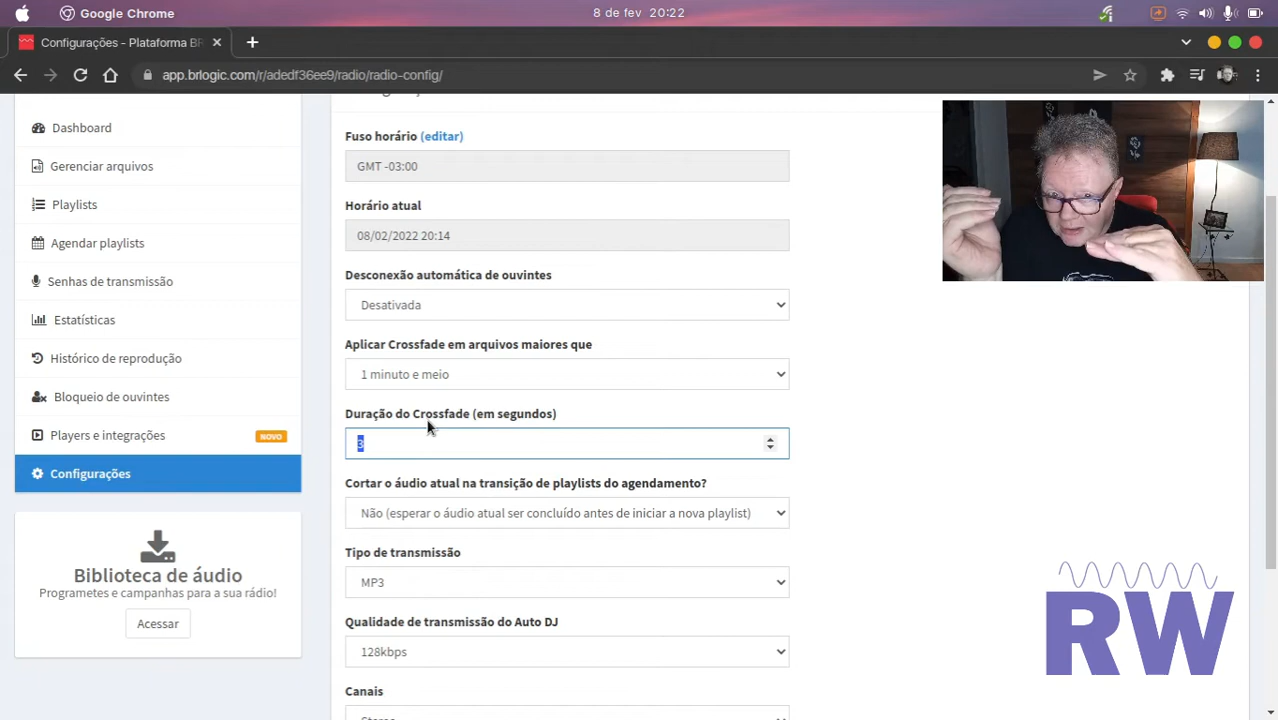 Google Chrome
8 de fev 20:22
Configurações - Plataforma BR
app.brlogic.com/r/adedf36ee9/radio/radio-config/
Dashboard
Gerenciar arquivos
Playlists
Agendar playlists
Senhas de transmissão
Estatísticas
Histórico de reprodução
Bloqueio de ouvintes
Players e integrações NOVO
Configurações
Biblioteca de áudio
Programetes e campanhas para a sua rádio!
Acessar
Fuso horário (editar)
GMT -03:00
Horário atual
08/02/2022 20:14
Desconexão automática de ouvintes
Desativada
Aplicar Crossfade em arquivos maiores que
1 minuto e meio
Duração do Crossfade (em segundos)
3
Cortar o áudio atual na transição de playlists do agendamento?
Não (esperar o áudio atual ser concluído antes de iniciar a nova playlist)
Tipo de transmissão
MP3
Qualidade de transmissão do Auto DJ
128kbps
Canais
RW